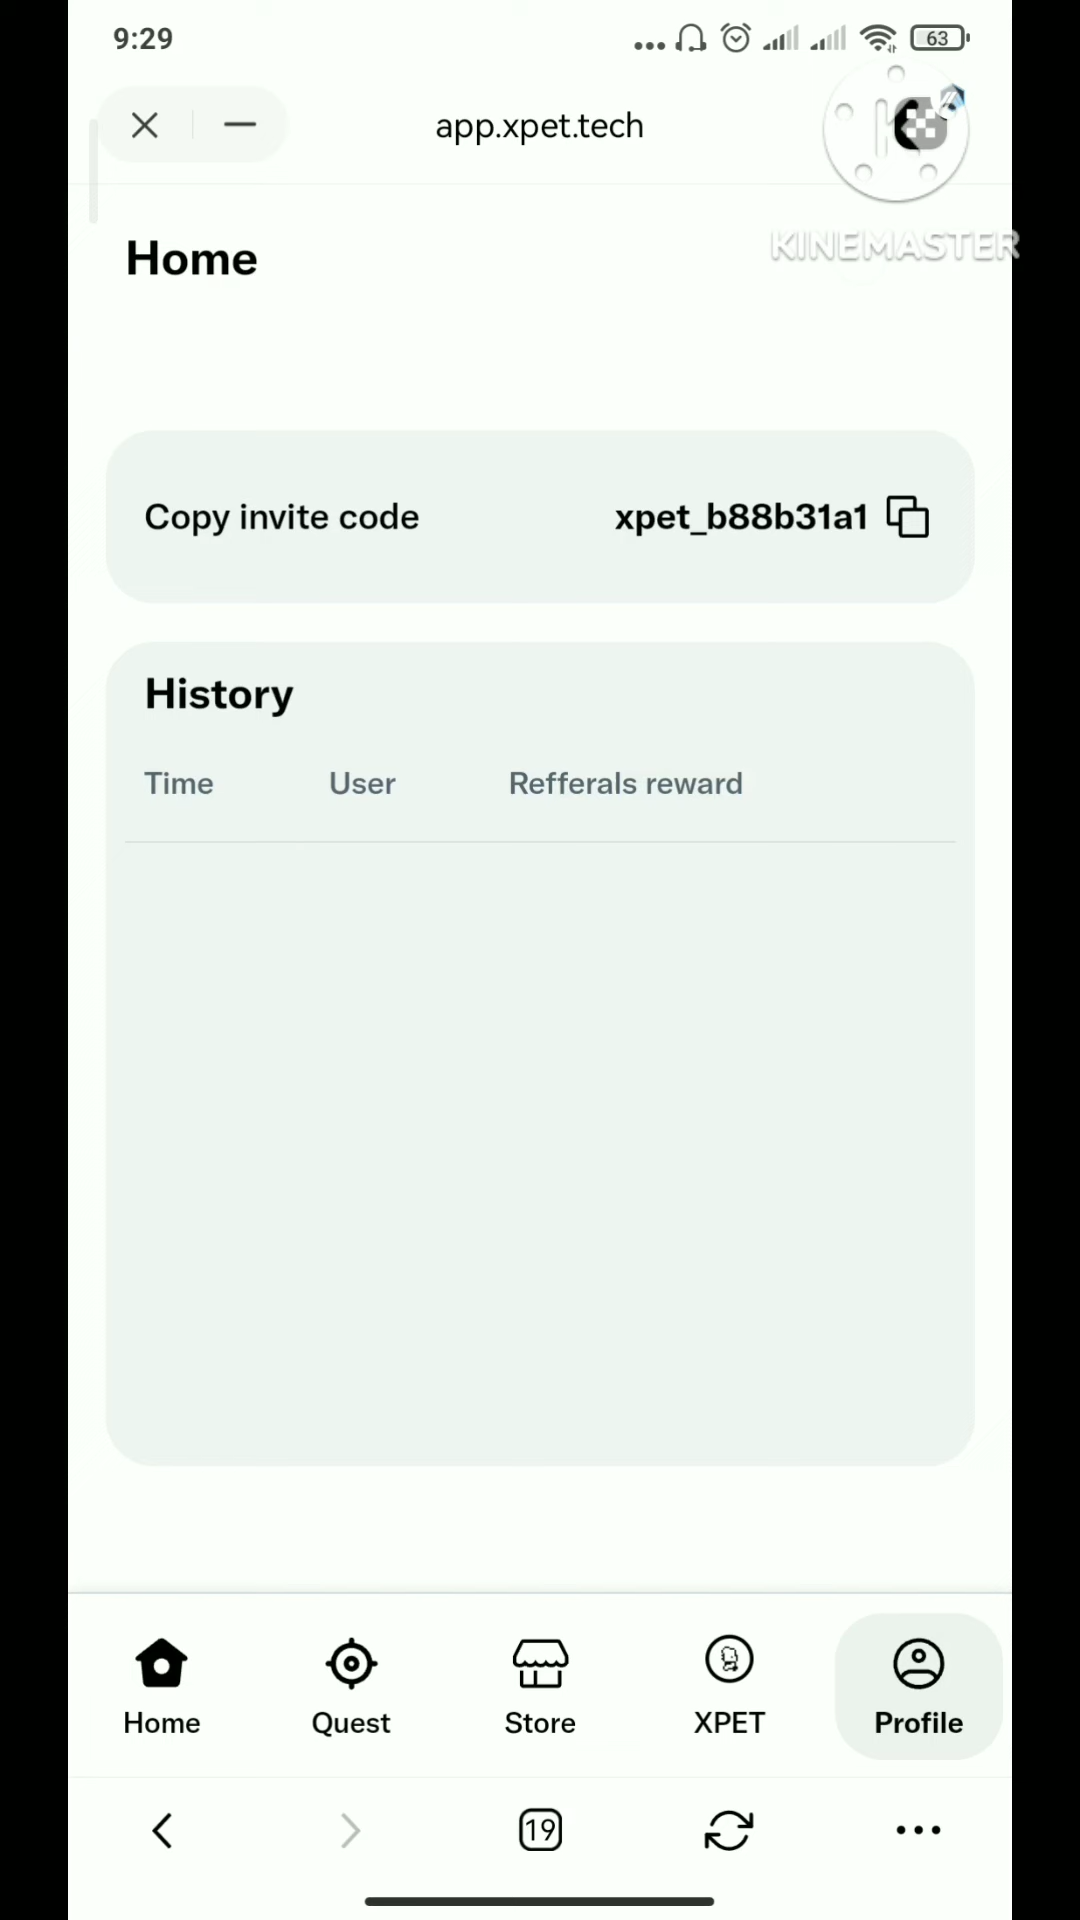 9:29
63
app.xpet.tech
KINEMASTER
Home
Copy invite code xpet_b88b31a1
History
Time User Refferals reward
Home Quest Store XPET Profile
19